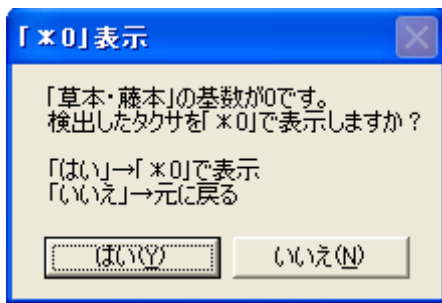 「*0」表示
「草本・藤本」の基数が0です。
検出したタクサを「*0」で表示しますか?
「はい」→「*0」で表示
「いいえ」→元に戻る
はい(Y)
いいえ(N)